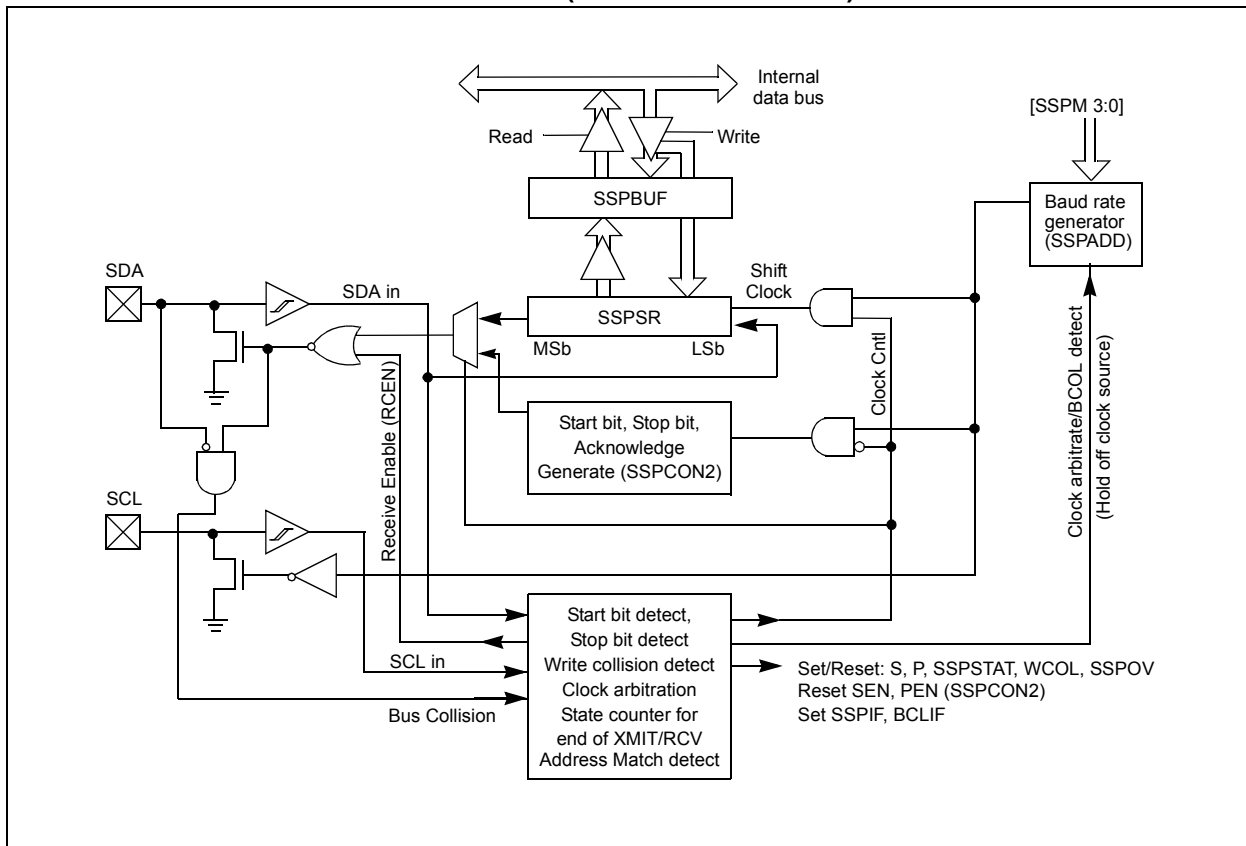 Internal
data bus
[SSPM 3:0]
Read
Write
SSPBUF
Baud rate
generator
(SSPADD)
SDA
SDA in
Shift
Clock
SSPSR
MSb
LSb
Clock Cntl
Clock arbitrate/BCOL detect
(Hold off clock source)
Receive Enable (RCEN)
Start bit, Stop bit,
Acknowledge
Generate (SSPCON2)
SCL
SCL in
Bus Collision
Start bit detect,
Stop bit detect
Write collision detect
Clock arbitration
State counter for
end of XMIT/RCV
Address Match detect
Set/Reset: S, P, SSPSTAT, WCOL, SSPOV
Reset SEN, PEN (SSPCON2)
Set SSPIF, BCLIF